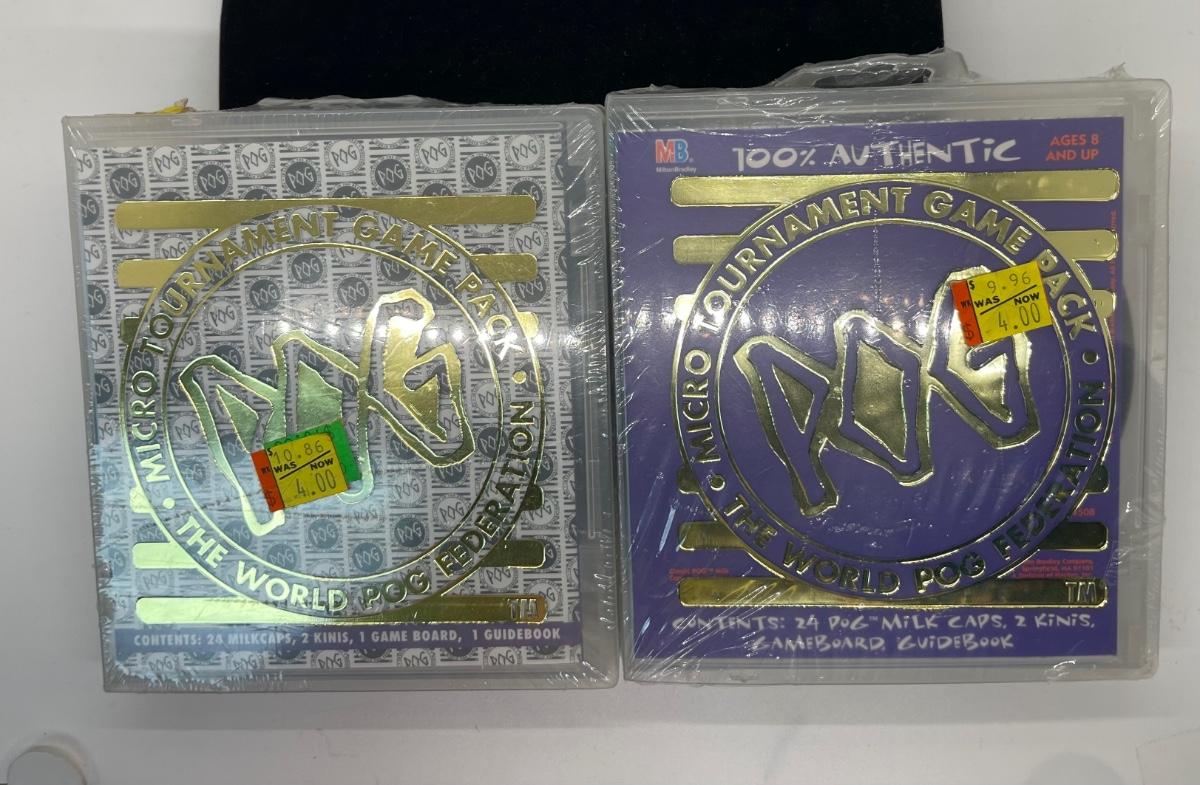 MICRO TOURNAMENT GAME PACK
POG
$10.86
WAS NOW
4.00
THE WORLD POG FEDERATION
TM
CONTENTS: 24 MILKCAPS, 2 KINIS, 1 GAME BOARD, 1 GUIDEBOOK
MB
Milton Bradley
100% AUTHENTIC
AGES 8
AND UP
MICRO TOURNAMENT GAME PACK
POG
$9.96
WAS NOW
4.00
THE WORLD POG FEDERATION
TM
CONTENTS: 24 POG™ MILK CAPS, 2 KINIS,
GAMEBOARD, GUIDEBOOK